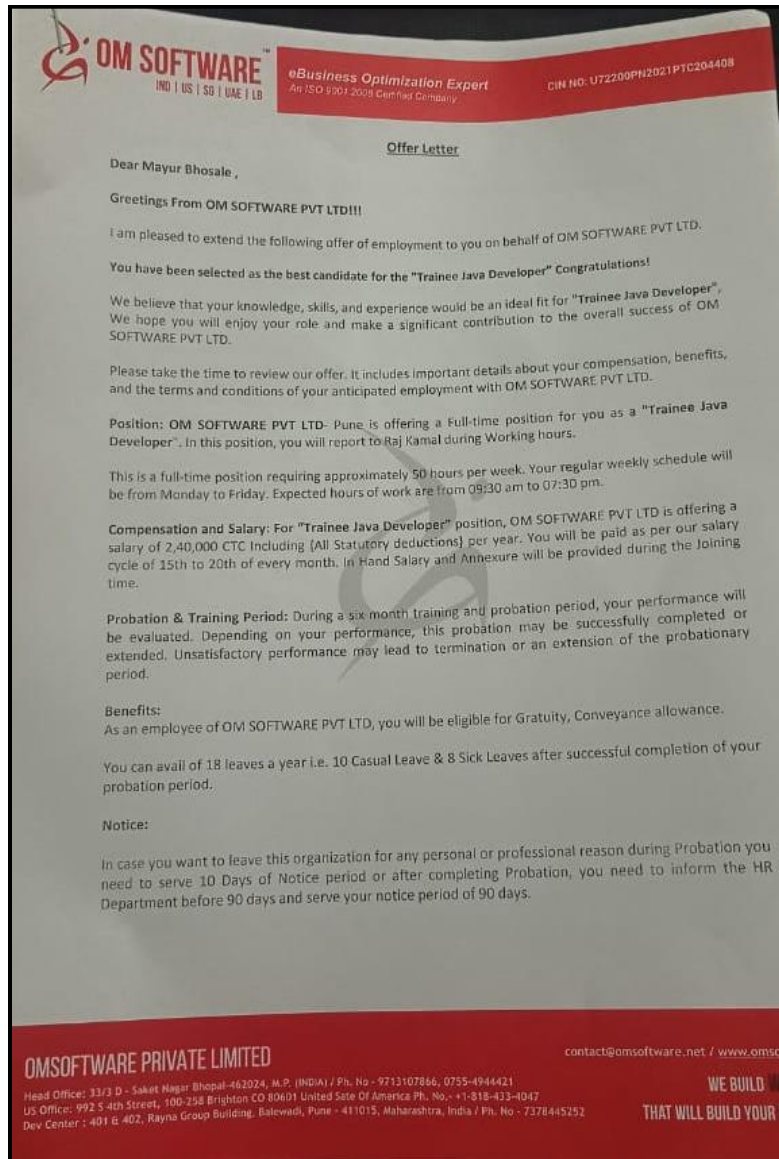 OM SOFTWARE™
IND | US | SG | UAE | LB
eBusiness Optimization Expert
An ISO 9001 2008 Certified Company
CIN NO: U72200PN2021PTC204408
Offer Letter
Dear Mayur Bhosale ,
Greetings From OM SOFTWARE PVT LTD!!!
I am pleased to extend the following offer of employment to you on behalf of OM SOFTWARE PVT LTD.
You have been selected as the best candidate for the "Trainee Java Developer" Congratulations!
We believe that your knowledge, skills, and experience would be an ideal fit for "Trainee Java Developer",
We hope you will enjoy your role and make a significant contribution to the overall success of OM
SOFTWARE PVT LTD.
Please take the time to review our offer. It includes important details about your compensation, benefits,
and the terms and conditions of your anticipated employment with OM SOFTWARE PVT LTD.
Position: OM SOFTWARE PVT LTD- Pune is offering a Full-time position for you as a "Trainee Java
Developer". In this position, you will report to Raj Kamal during Working hours.
This is a full-time position requiring approximately 50 hours per week. Your regular weekly schedule will
be from Monday to Friday. Expected hours of work are from 09:30 am to 07:30 pm.
Compensation and Salary: For "Trainee Java Developer" position, OM SOFTWARE PVT LTD is offering a
salary of 2,40,000 CTC Including (All Statutory deductions) per year. You will be paid as per our salary
cycle of 15th to 20th of every month. In Hand Salary and Annexure will be provided during the Joining
time.
Probation & Training Period: During a six month training and probation period, your performance will
be evaluated. Depending on your performance, this probation may be successfully completed or
extended. Unsatisfactory performance may lead to termination or an extension of the probationary
period.
Benefits:
As an employee of OM SOFTWARE PVT LTD, you will be eligible for Gratuity, Conveyance allowance.
You can avail of 18 leaves a year i.e. 10 Casual Leave & 8 Sick Leaves after successful completion of your
probation period.
Notice:
In case you want to leave this organization for any personal or professional reason during Probation you
need to serve 10 Days of Notice period or after completing Probation, you need to inform the HR
Department before 90 days and serve your notice period of 90 days.
OMSOFTWARE PRIVATE LIMITED
contact@omsoftware.net / www.omso
Head Office: 33/3 D - Saket Nagar Bhopal-462024, M.P. (INDIA) / Ph. No - 9713107866, 0755-4944421
US Office: 992 S 4th Street, 100-258 Brighton CO 80601 United Sate Of America Ph. No.- +1-818-433-4047
Dev Center : 401 & 402, Rayna Group Building, Balewadi, Pune - 411015, Maharashtra, India / Ph. No - 7378445252
WE BUILD
THAT WILL BUILD YOUR